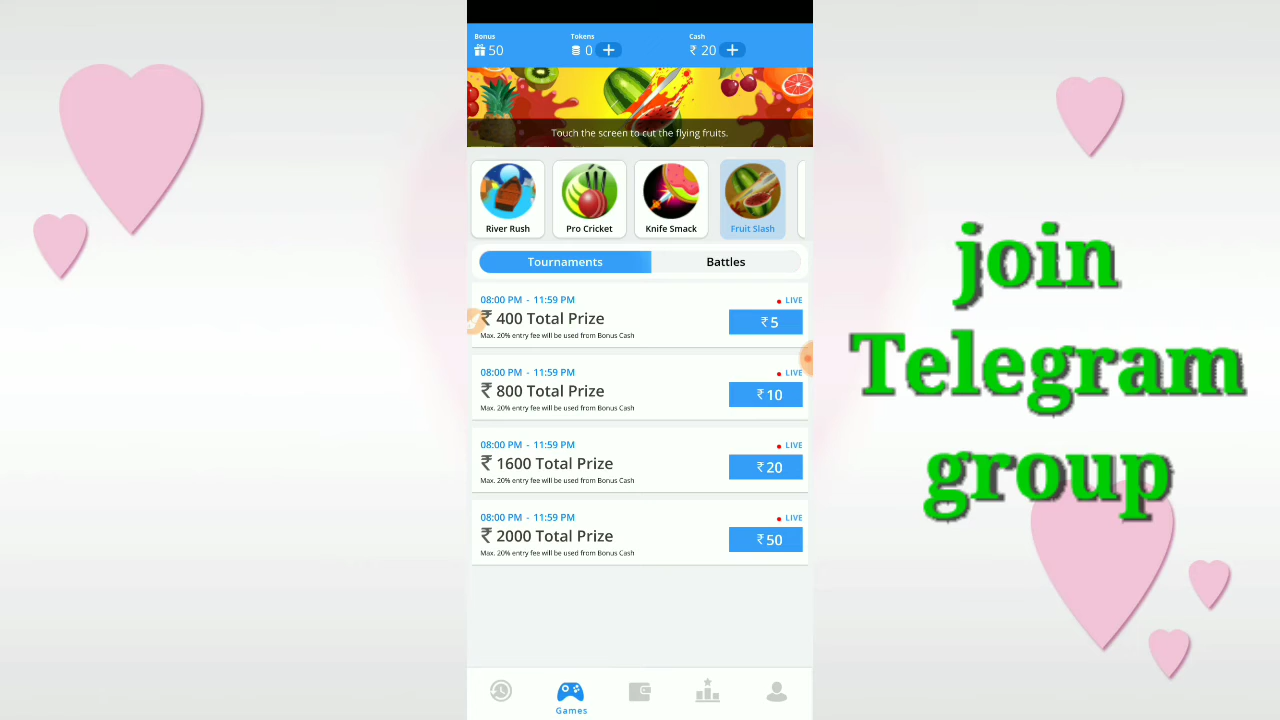 Bonus
50
Tokens
0 +
Cash
₹ 20 +
Touch the screen to cut the flying fruits.
River Rush
Pro Cricket
Knife Smack
Fruit Slash
Tournaments
Battles
08:00 PM - 11:59 PM
LIVE
₹ 400 Total Prize
₹ 5
Max. 20% entry fee will be used from Bonus Cash
08:00 PM - 11:59 PM
LIVE
₹ 800 Total Prize
₹ 10
Max. 20% entry fee will be used from Bonus Cash
08:00 PM - 11:59 PM
LIVE
₹ 1600 Total Prize
₹ 20
Max. 20% entry fee will be used from Bonus Cash
08:00 PM - 11:59 PM
LIVE
₹ 2000 Total Prize
₹ 50
Max. 20% entry fee will be used from Bonus Cash
Games
join
Telegram
group